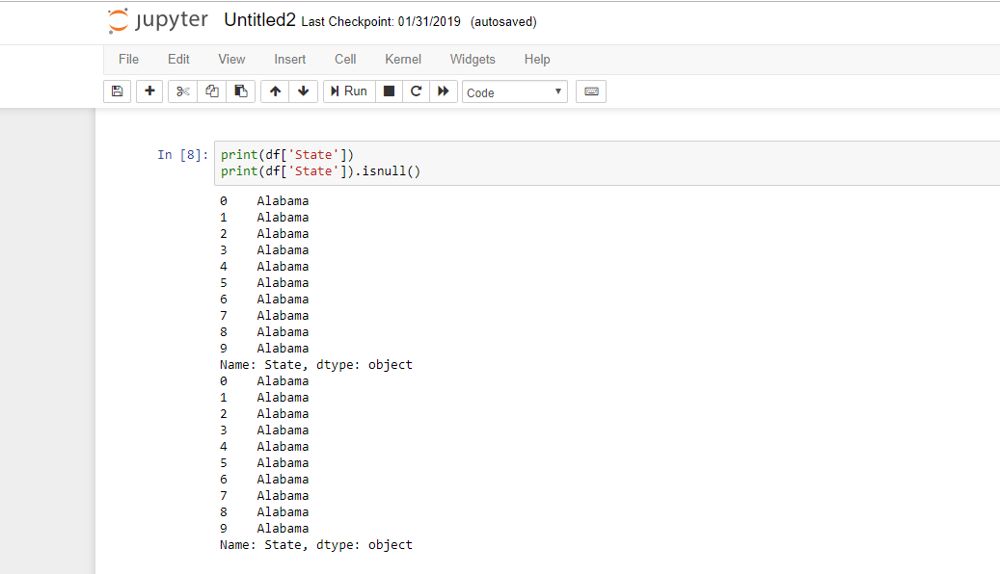 jupyter Untitled2 Last Checkpoint: 01/31/2019 (autosaved)
File Edit View Insert Cell Kernel Widgets Help
Run Code
In [8]: print(df['State'])
print(df['State']).isnull()
0 Alabama
1 Alabama
2 Alabama
3 Alabama
4 Alabama
5 Alabama
6 Alabama
7 Alabama
8 Alabama
9 Alabama
Name: State, dtype: object
0 Alabama
1 Alabama
2 Alabama
3 Alabama
4 Alabama
5 Alabama
6 Alabama
7 Alabama
8 Alabama
9 Alabama
Name: State, dtype: object